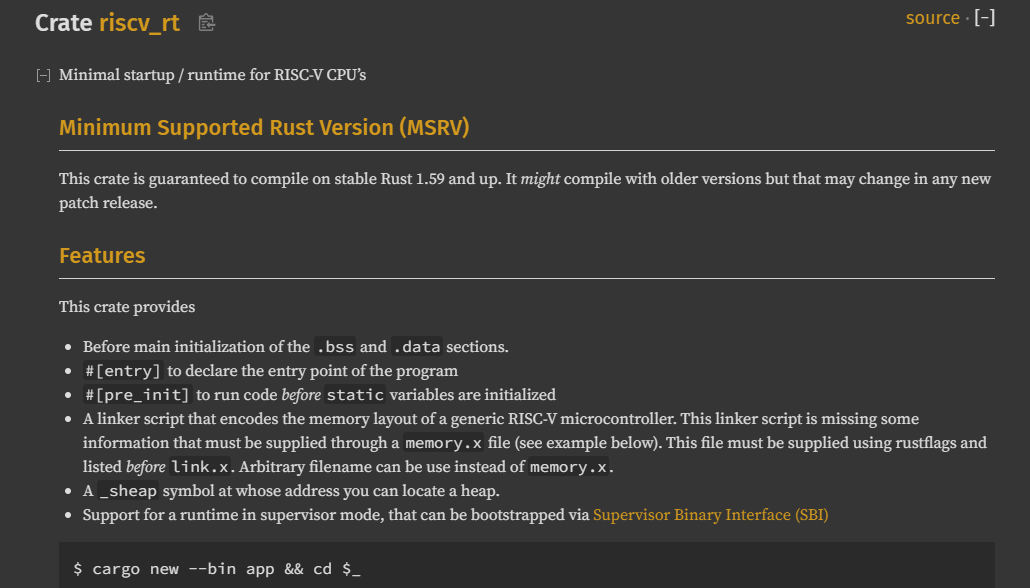 Crate riscv_rt
source · [−]
[−] Minimal startup / runtime for RISC-V CPU’s
Minimum Supported Rust Version (MSRV)
This crate is guaranteed to compile on stable Rust 1.59 and up. It might compile with older versions but that may change in any new
patch release.
Features
This crate provides
• Before main initialization of the .bss and .data sections.
• #[entry] to declare the entry point of the program
• #[pre_init] to run code before static variables are initialized
• A linker script that encodes the memory layout of a generic RISC-V microcontroller. This linker script is missing some
information that must be supplied through a memory.x file (see example below). This file must be supplied using rustflags and
listed before link.x. Arbitrary filename can be use instead of memory.x.
• A _sheap symbol at whose address you can locate a heap.
• Support for a runtime in supervisor mode, that can be bootstrapped via Supervisor Binary Interface (SBI)
$ cargo new --bin app && cd $_